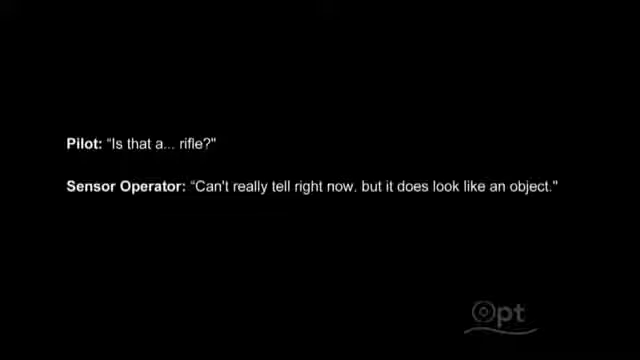 Pilot: “Is that a... rifle?"
Sensor Operator: “Can't really tell right now. but it does look like an object."
opt